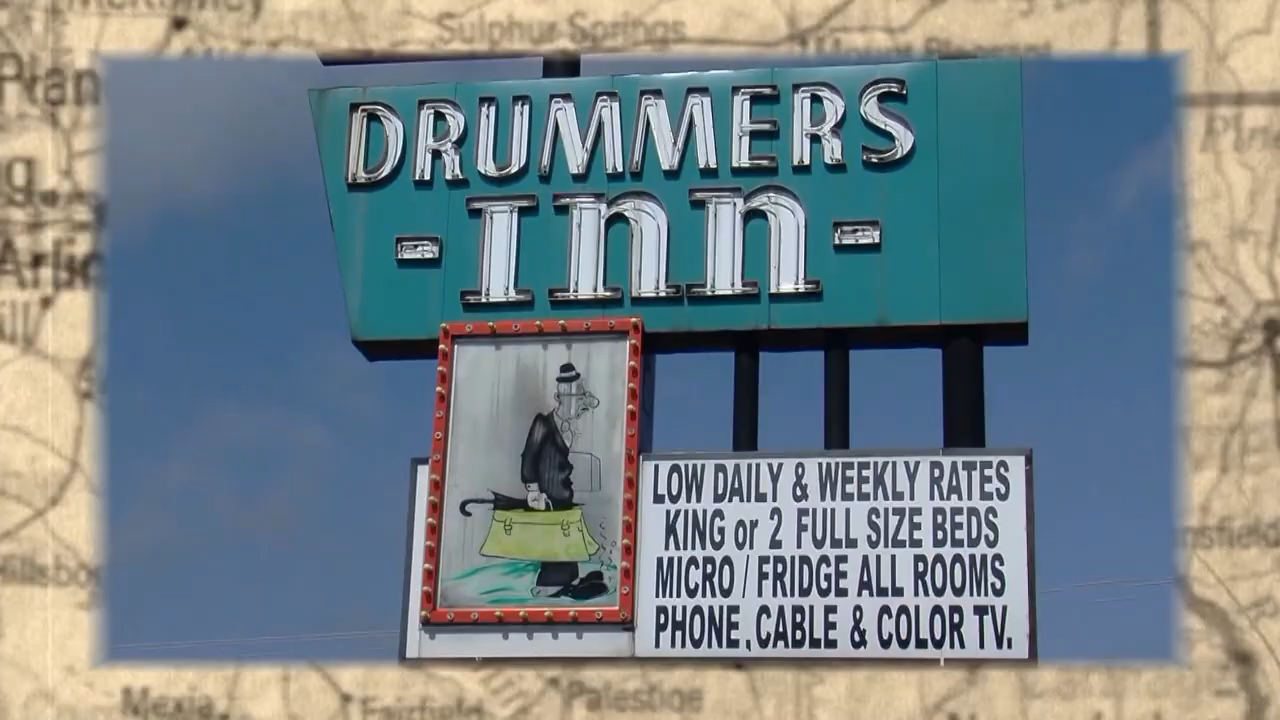 Sulphur Springs
DRUMMERS
Inn
LOW DAILY & WEEKLY RATES
KING or 2 FULL SIZE BEDS
MICRO / FRIDGE ALL ROOMS
PHONE, CABLE & COLOR TV.
Mexia
Fairfield
Palestine